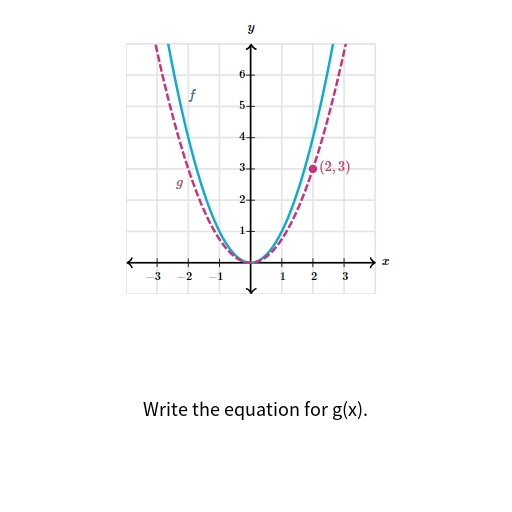 y
6
f
5
4
3
(2, 3)
g
2
1
x
−3 −2 −1 1 2 3
Write the equation for g(x).